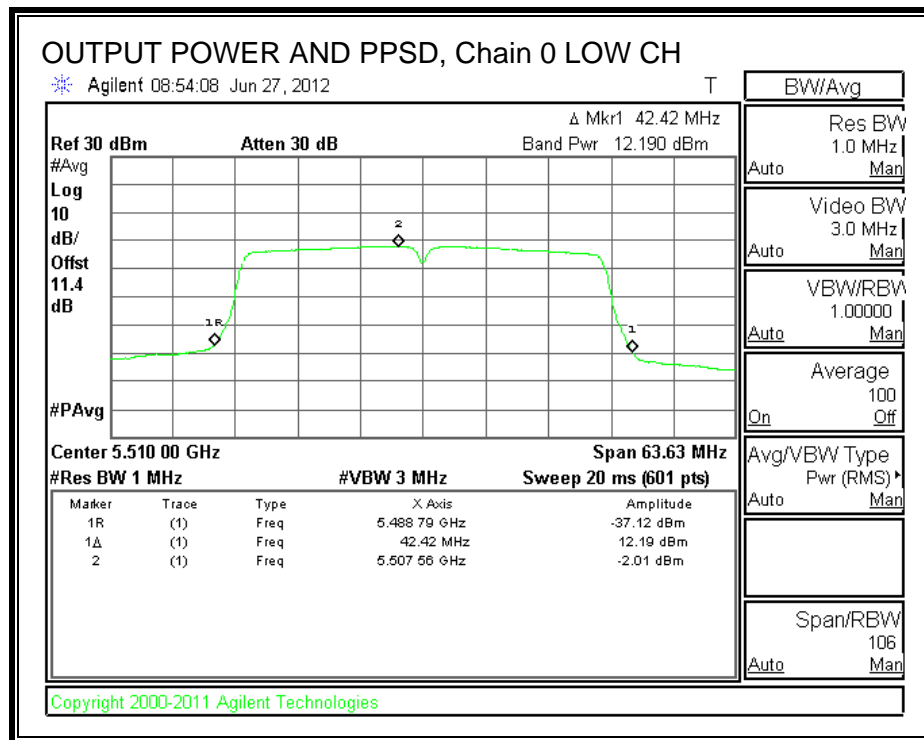 OUTPUT POWER AND PPSD, Chain 0 LOW CH
Agilent 08:54:08 Jun 27, 2012 T
Δ Mkr1 42.42 MHz
Ref 30 dBm Atten 30 dB Band Pwr 12.190 dBm
#Avg
Log
10
dB/
Offst
11.4
dB
#PAvg
2
1R
1
Center 5.510 00 GHz Span 63.63 MHz
#Res BW 1 MHz #VBW 3 MHz Sweep 20 ms (601 pts)
Marker Trace Type X Axis Amplitude
1R (1) Freq 5.488 79 GHz -37.12 dBm
1Δ (1) Freq 42.42 MHz 12.19 dBm
2 (1) Freq 5.507 56 GHz -2.01 dBm
BW/Avg
Res BW
1.0 MHz
Auto Man
Video BW
3.0 MHz
Auto Man
VBW/RBW
1.00000
Auto Man
Average
100
On Off
Avg/VBW Type
Pwr (RMS)
Auto Man
Span/RBW
106
Auto Man
Copyright 2000-2011 Agilent Technologies